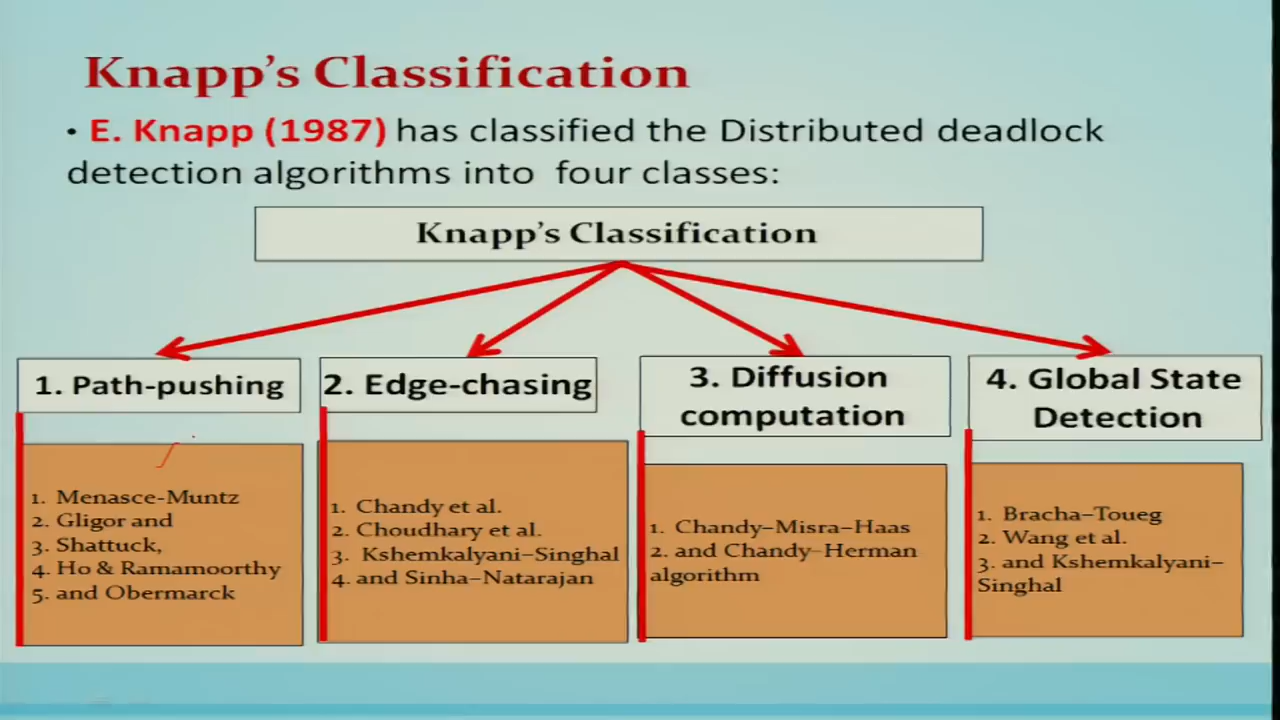 Knapp's Classification
• E. Knapp (1987) has classified the Distributed deadlock
detection algorithms into four classes:
Knapp's Classification
1. Path-pushing
1. Menasce-Muntz
2. Gligor and
3. Shattuck,
4. Ho & Ramamoorthy
5. and Obermarck
2. Edge-chasing
1. Chandy et al.
2. Choudhary et al.
3. Kshemkalyani–Singhal
4. and Sinha–Natarajan
3. Diffusion
computation
1. Chandy–Misra–Haas
2. and Chandy–Herman
algorithm
4. Global State
Detection
1. Bracha–Toueg
2. Wang et al.
3. and Kshemkalyani–
Singhal